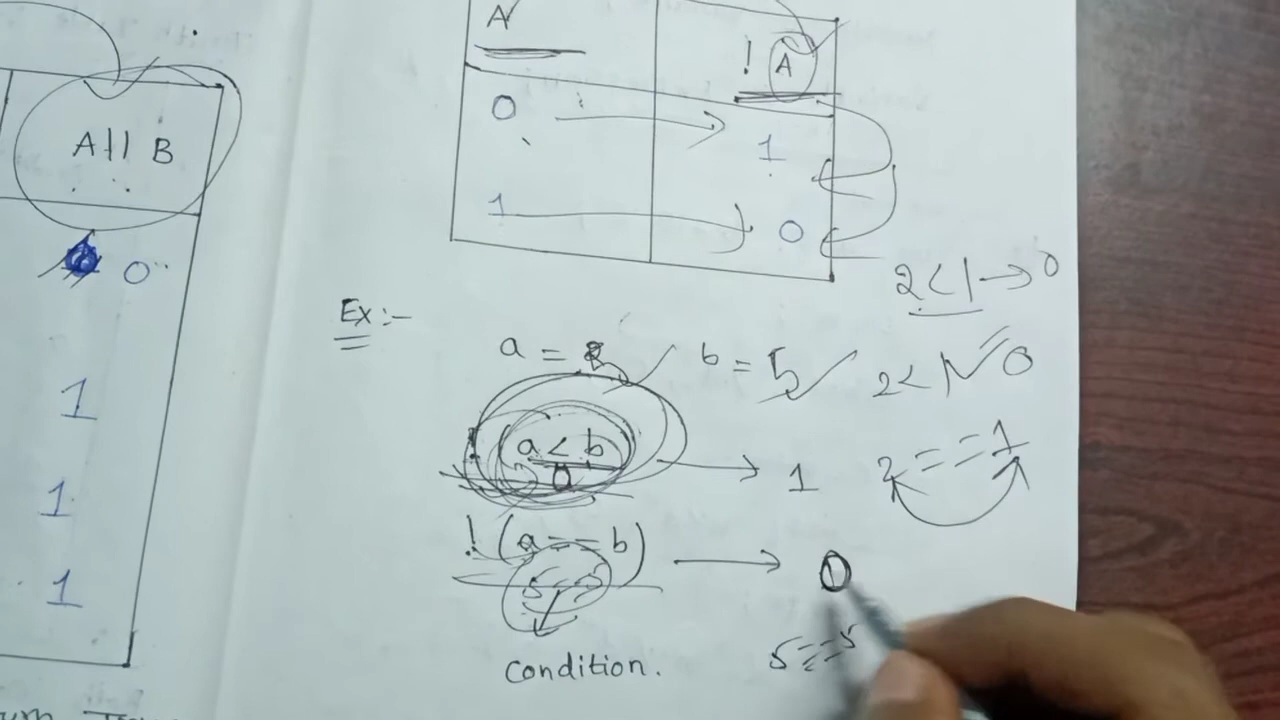 A || B
0
1
1
1
A
! A
0 1
1 0
2 < 1 → 0
Ex :-
a = b = 5
2 < 1 0
! (a < b) → 1
0
2 == 1
! (a == b) → 0
5 == 5
condition.